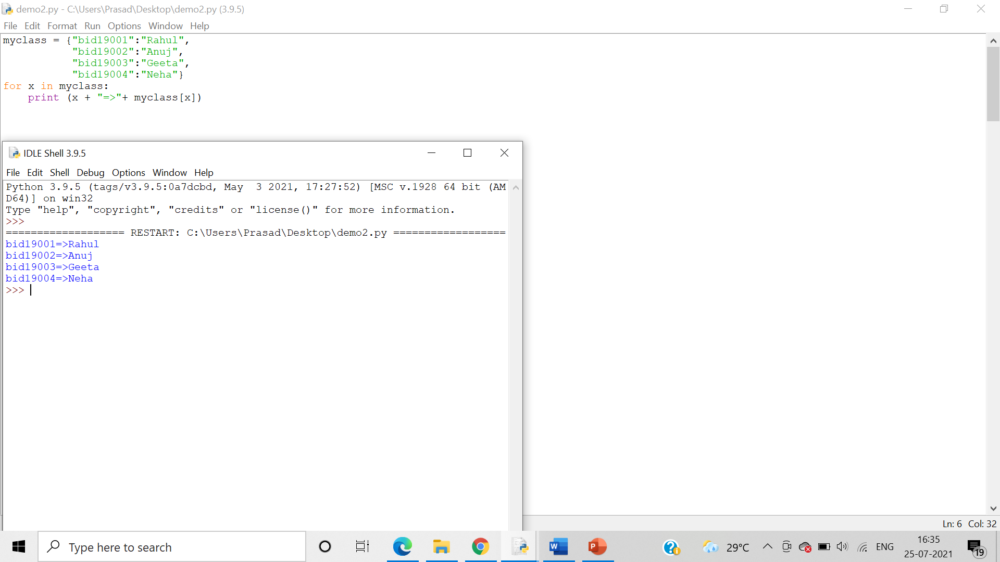 demo2.py - C:\Users\Prasad\Desktop\demo2.py (3.9.5)
File Edit Format Run Options Window Help
myclass = {"bid19001":"Rahul",
           "bid19002":"Anuj",
           "bid19003":"Geeta",
           "bid19004":"Neha"}
for x in myclass:
    print (x + "=>"+ myclass[x])
IDLE Shell 3.9.5
File Edit Shell Debug Options Window Help
Python 3.9.5 (tags/v3.9.5:0a7dcbd, May  3 2021, 17:27:52) [MSC v.1928 64 bit (AM
D64)] on win32
Type "help", "copyright", "credits" or "license()" for more information.
>>>
=================== RESTART: C:\Users\Prasad\Desktop\demo2.py ==================
bid19001=>Rahul
bid19002=>Anuj
bid19003=>Geeta
bid19004=>Neha
>>>
Ln: 6 Col: 32
Type here to search
W
P
29°C
ENG
16:35
25-07-2021
19